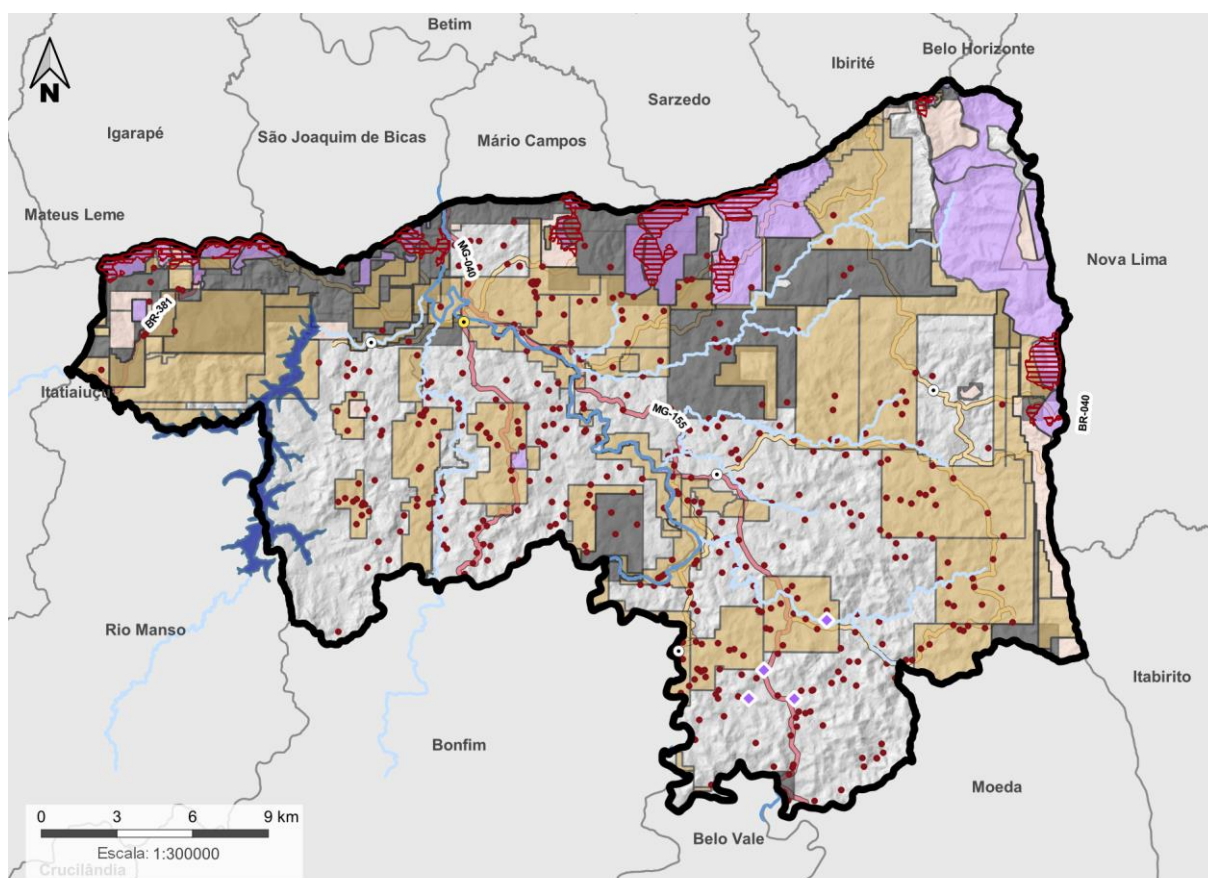 Betim
Belo Horizonte
Ibirité
N
Sarzedo
Igarapé
São Joaquim de Bicas
Mário Campos
Mateus Leme
MG-040
Nova Lima
BR-381
Itatiaiuçu
MG-155
BR-040
Rio Manso
Itabirito
Bonfim
Moeda
0 3 6 9 km
Escala: 1:300000
Belo Vale
Crucilândia